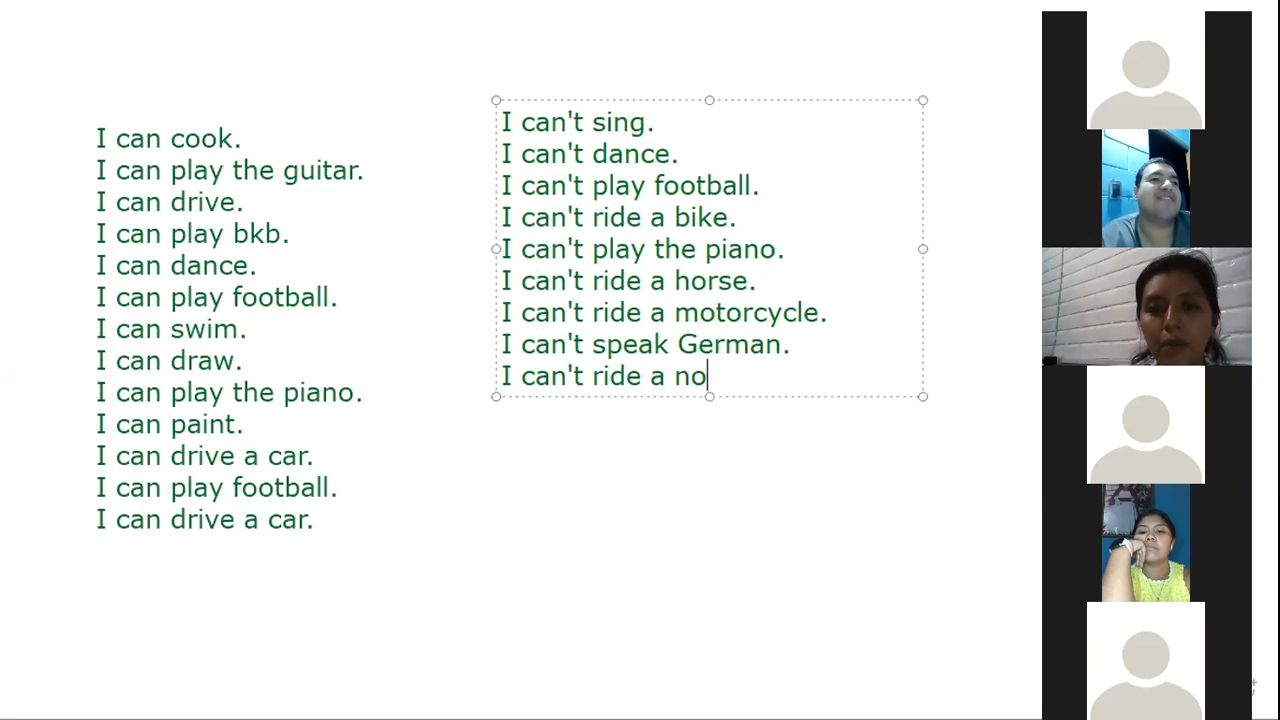 I can cook.
I can play the guitar.
I can drive.
I can play bkb.
I can dance.
I can play football.
I can swim.
I can draw.
I can play the piano.
I can paint.
I can drive a car.
I can play football.
I can drive a car.
I can't sing.
I can't dance.
I can't play football.
I can't ride a bike.
I can't play the piano.
I can't ride a horse.
I can't ride a motorcycle.
I can't speak German.
I can't ride a no